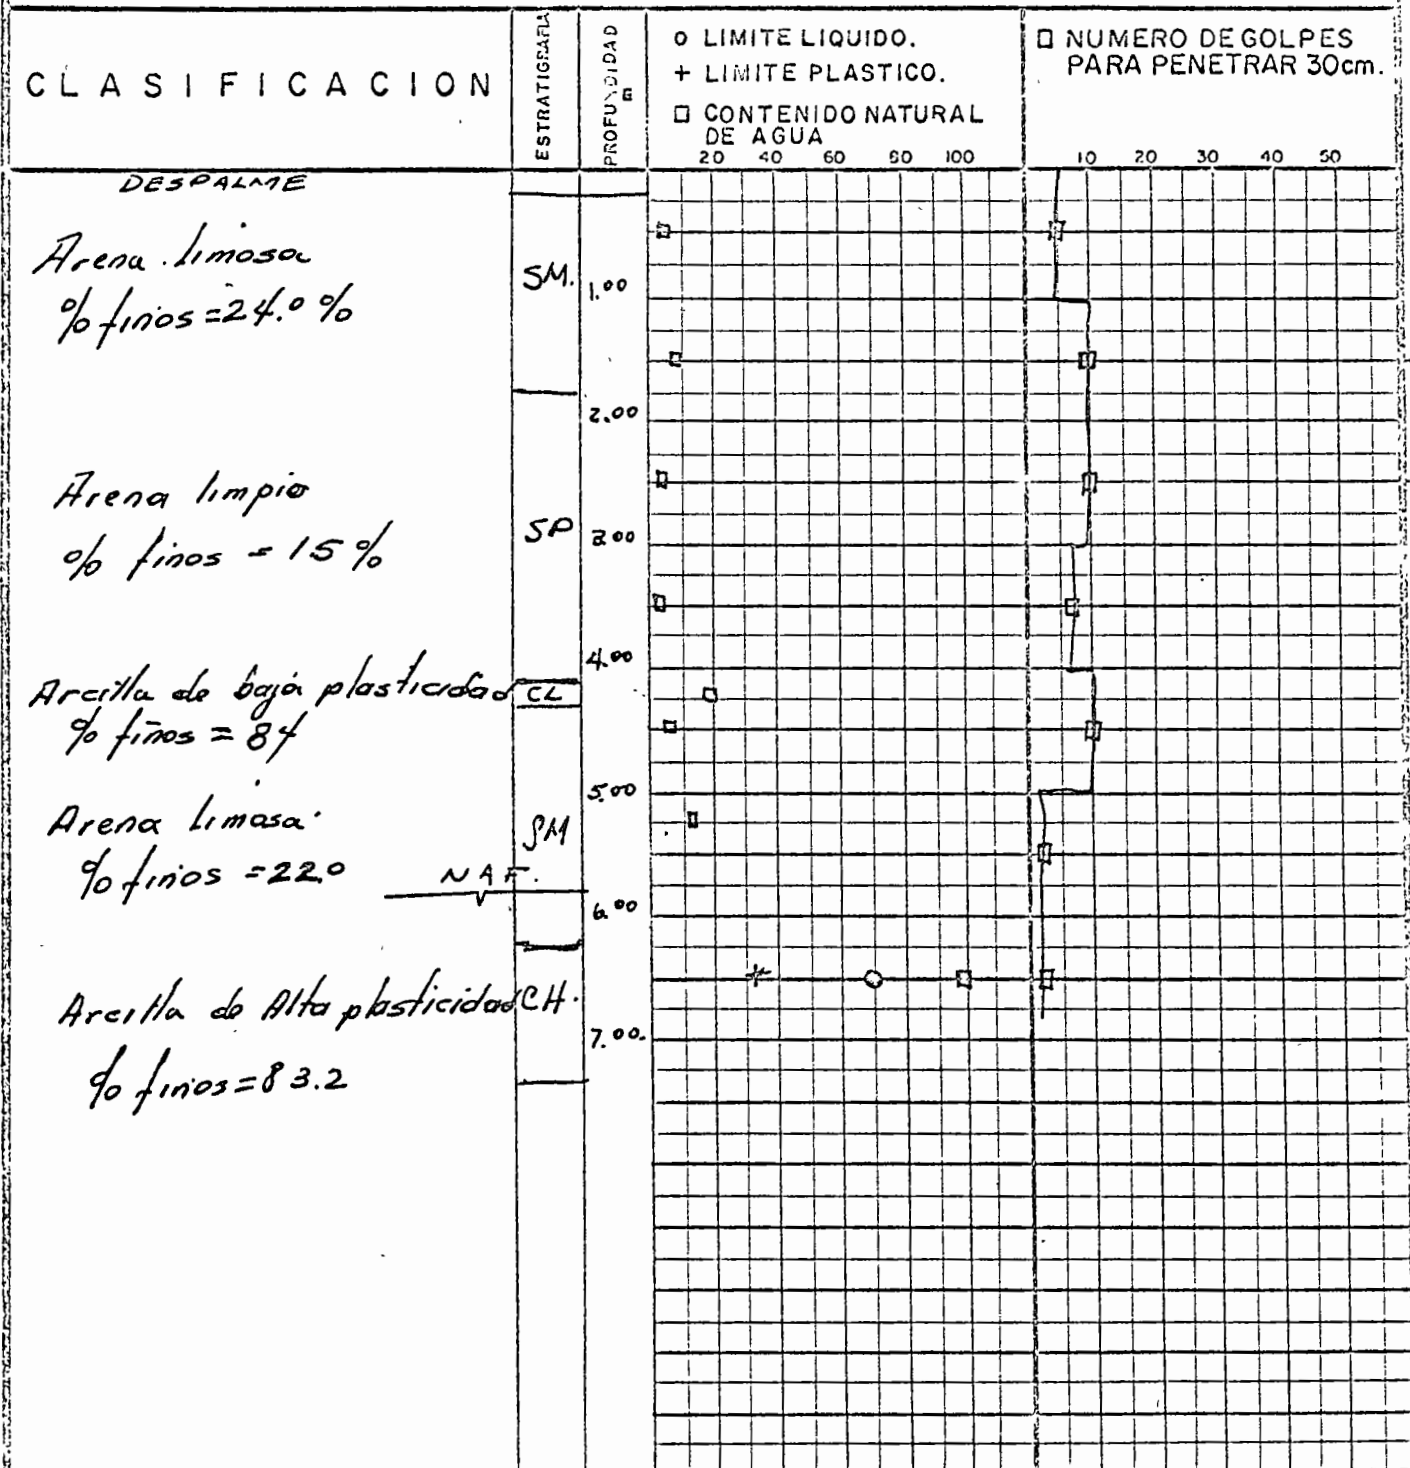 CLASIFICACION
ESTRATIGRAFIA
PROFUNDIDAD
m
o LIMITE LIQUIDO.
+ LIMITE PLASTICO.
□ CONTENIDO NATURAL
DE AGUA
20 40 60 80 100
□ NUMERO DE GOLPES
PARA PENETRAR 30cm.
10 20 30 40 50
DESPALME
Arena limosa
% finos = 24.0 %
SM.
1.00
2.00
Arena limpia
% finos = 15 %
SP
3.00
4.00
Arcilla de baja plasticidad
% finos = 84
CL
5.00
Arena limosa
% finos = 22.0
SM
N A F.
6.00
Arcilla de Alta plasticidad
% finos = 83.2
CH.
7.00.